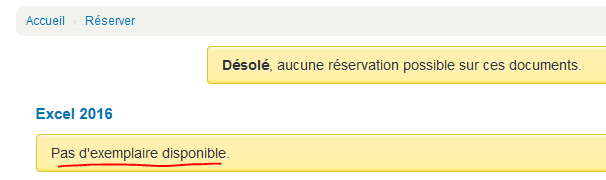 Accueil › Réserver
Désolé, aucune réservation possible sur ces documents.
Excel 2016
Pas d'exemplaire disponible.